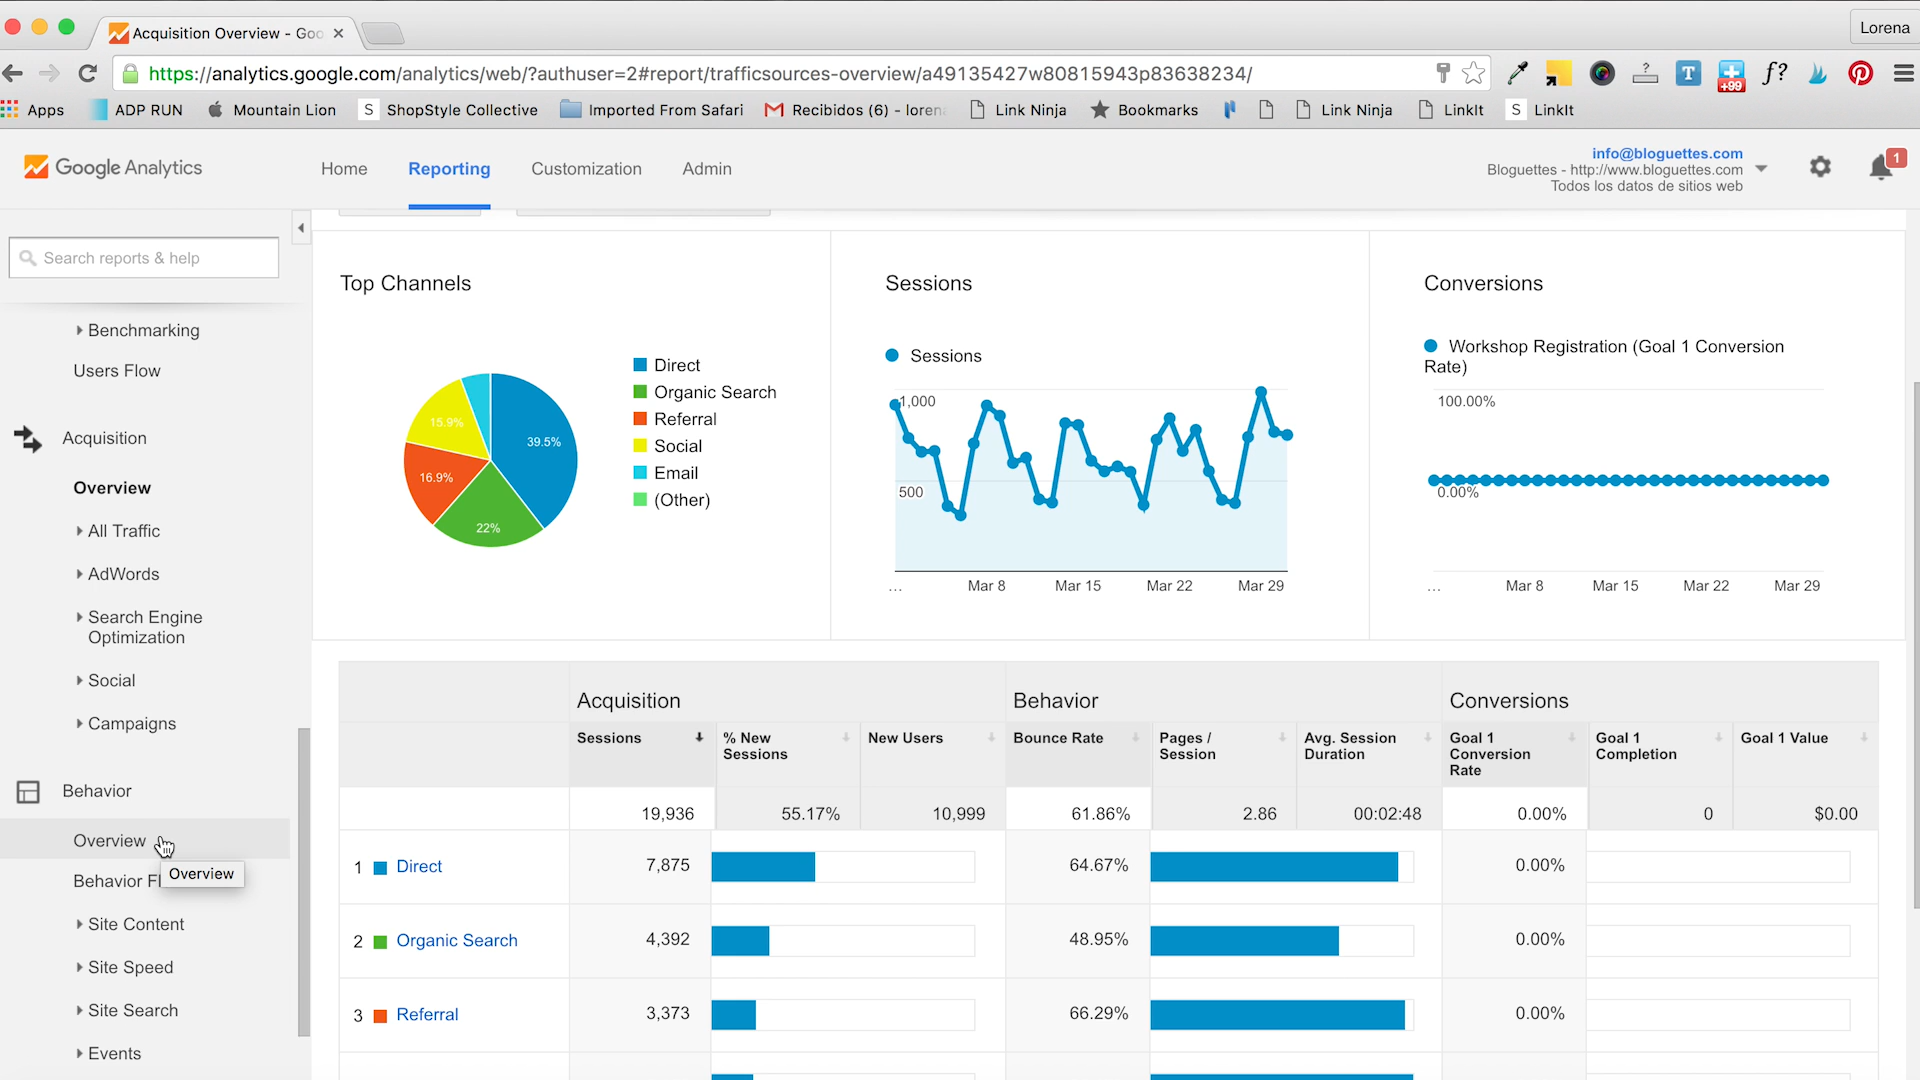 Acquisition Overview - Goo
Lorena
https://analytics.google.com/analytics/web/?authuser=2#report/trafficsources-overview/a49135427w80815943p83638234/
? T +99 f?
Apps ADP RUN Mountain Lion S ShopStyle Collective Imported From Safari Recibidos (6) - loren Link Ninja Bookmarks Link Ninja LinkIt S LinkIt
Google Analytics
Home Reporting Customization Admin
info@bloguettes.com
Bloguettes - http://www.bloguettes.com
Todos los datos de sitios web
1
Search reports & help
Benchmarking
Users Flow
Acquisition
Overview
All Traffic
AdWords
Search Engine
Optimization
Social
Campaigns
Behavior
Overview
Overview
Behavior Fl
Site Content
Site Speed
Site Search
Events
Top Channels
Direct
Organic Search
Referral
Social
Email
(Other)
39.5%
22%
16.9%
15.9%
Sessions
Sessions
1,000
500
... Mar 8 Mar 15 Mar 22 Mar 29
Conversions
Workshop Registration (Goal 1 Conversion
Rate)
100.00%
0.00%
... Mar 8 Mar 15 Mar 22 Mar 29
Acquisition Behavior Conversions
Sessions % New Sessions New Users Bounce Rate Pages / Session Avg. Session Duration Goal 1 Conversion Rate Goal 1 Completion Goal 1 Value
19,936 55.17% 10,999 61.86% 2.86 00:02:48 0.00% 0 $0.00
1 Direct 7,875 64.67% 0.00%
2 Organic Search 4,392 48.95% 0.00%
3 Referral 3,373 66.29% 0.00%